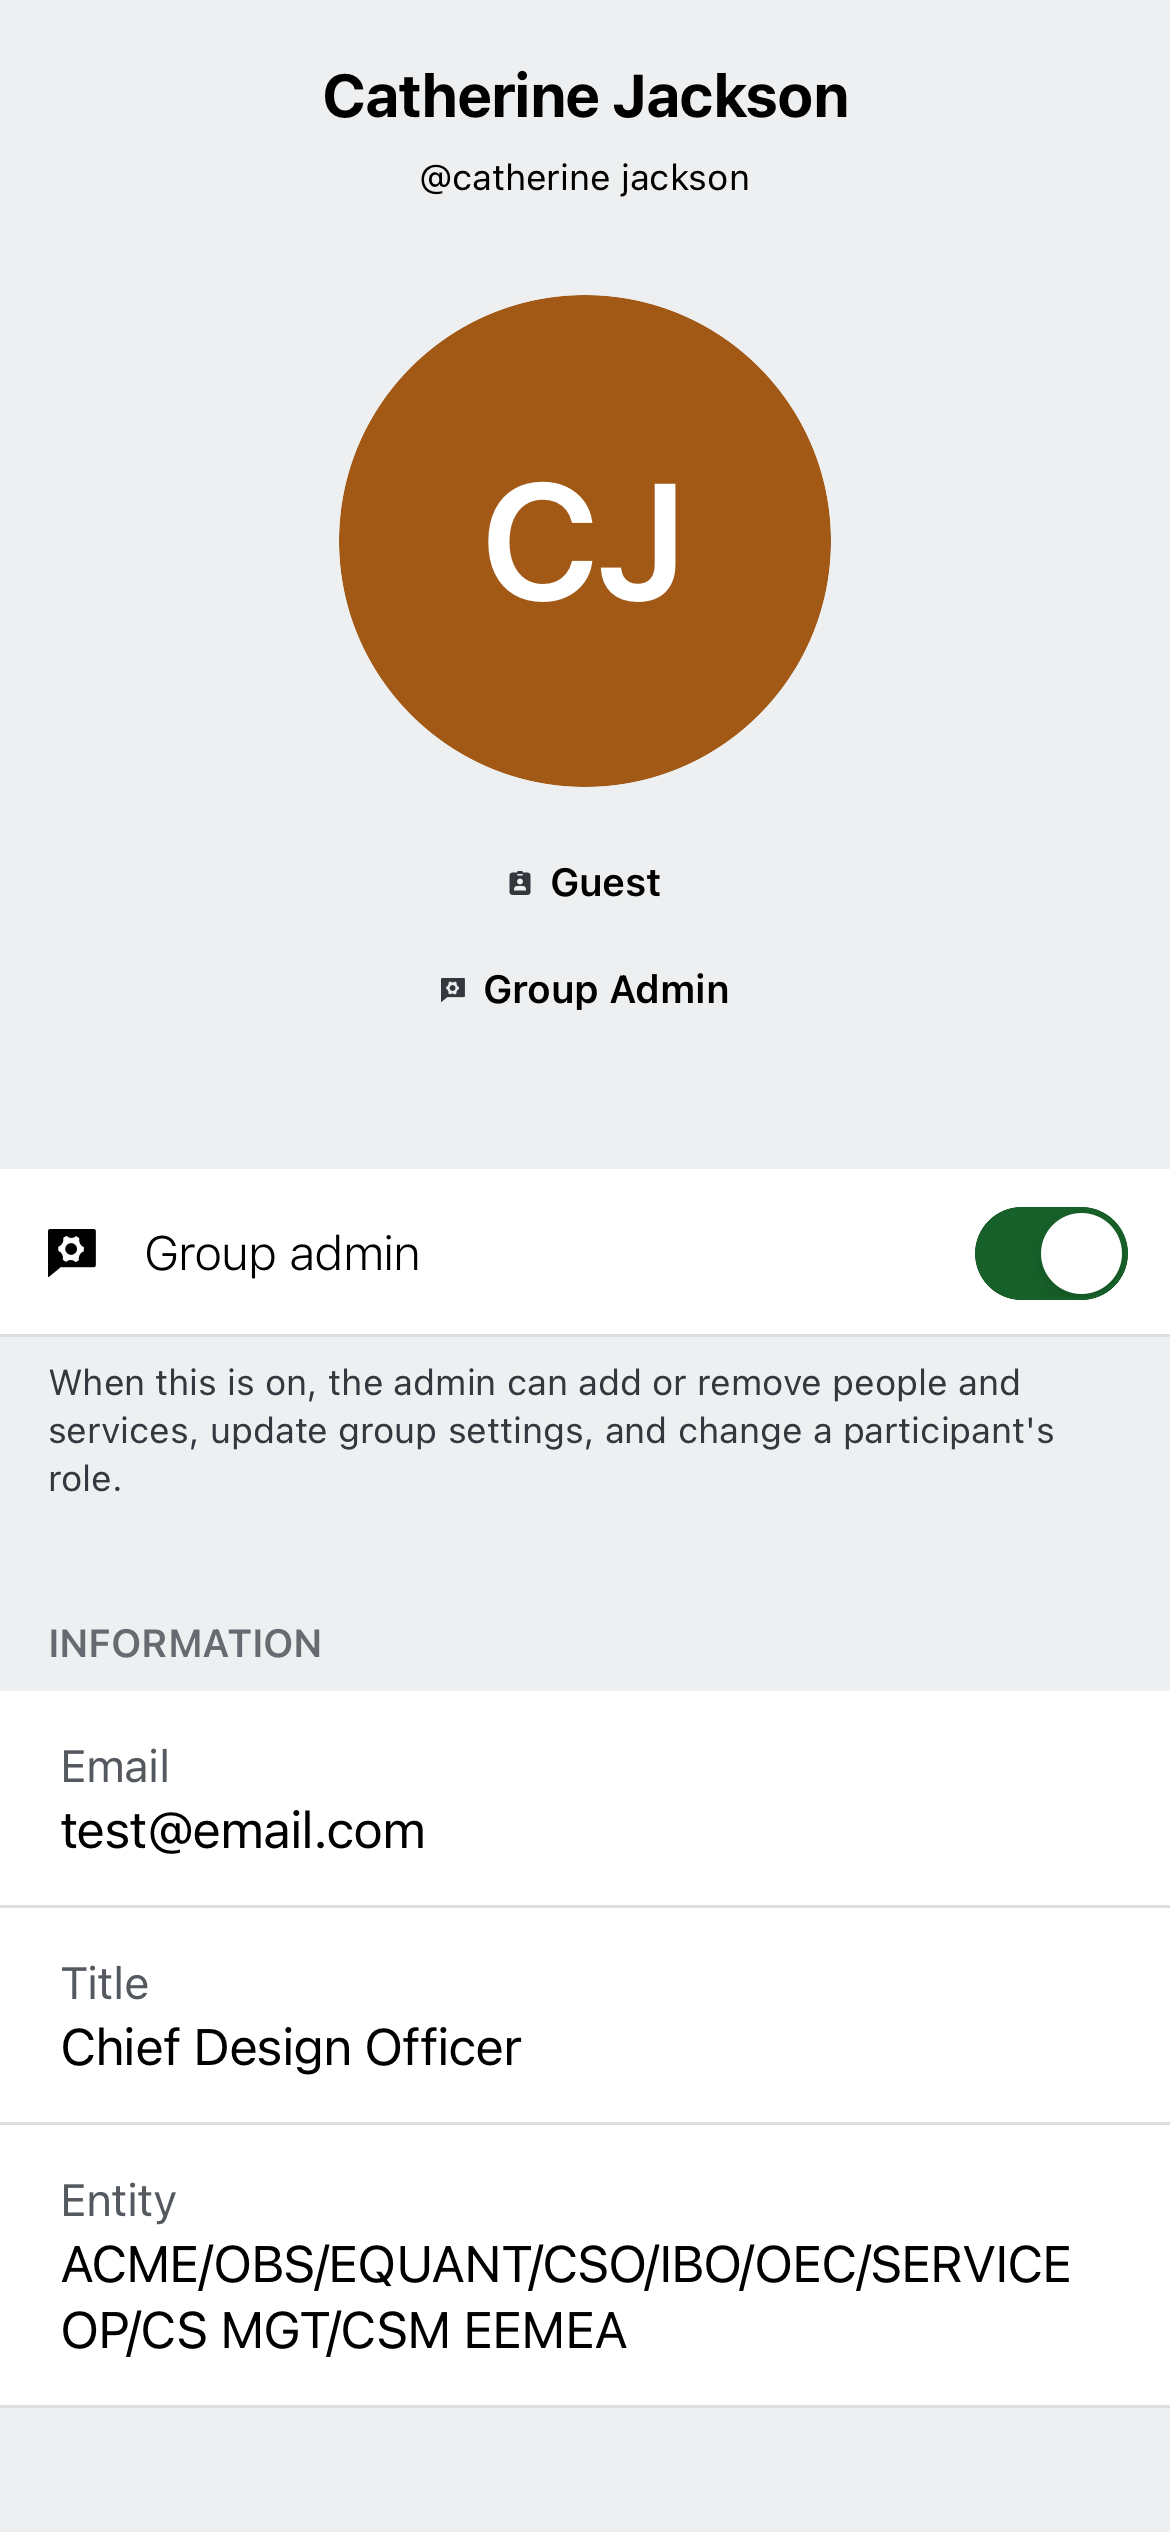 Catherine Jackson
@catherine jackson
CJ
Guest
Group Admin
Group admin
When this is on, the admin can add or remove people and
services, update group settings, and change a participant's
role.
INFORMATION
Email
test@email.com
Title
Chief Design Officer
Entity
ACME/OBS/EQUANT/CSO/IBO/OEC/SERVICE
OP/CS MGT/CSM EEMEA